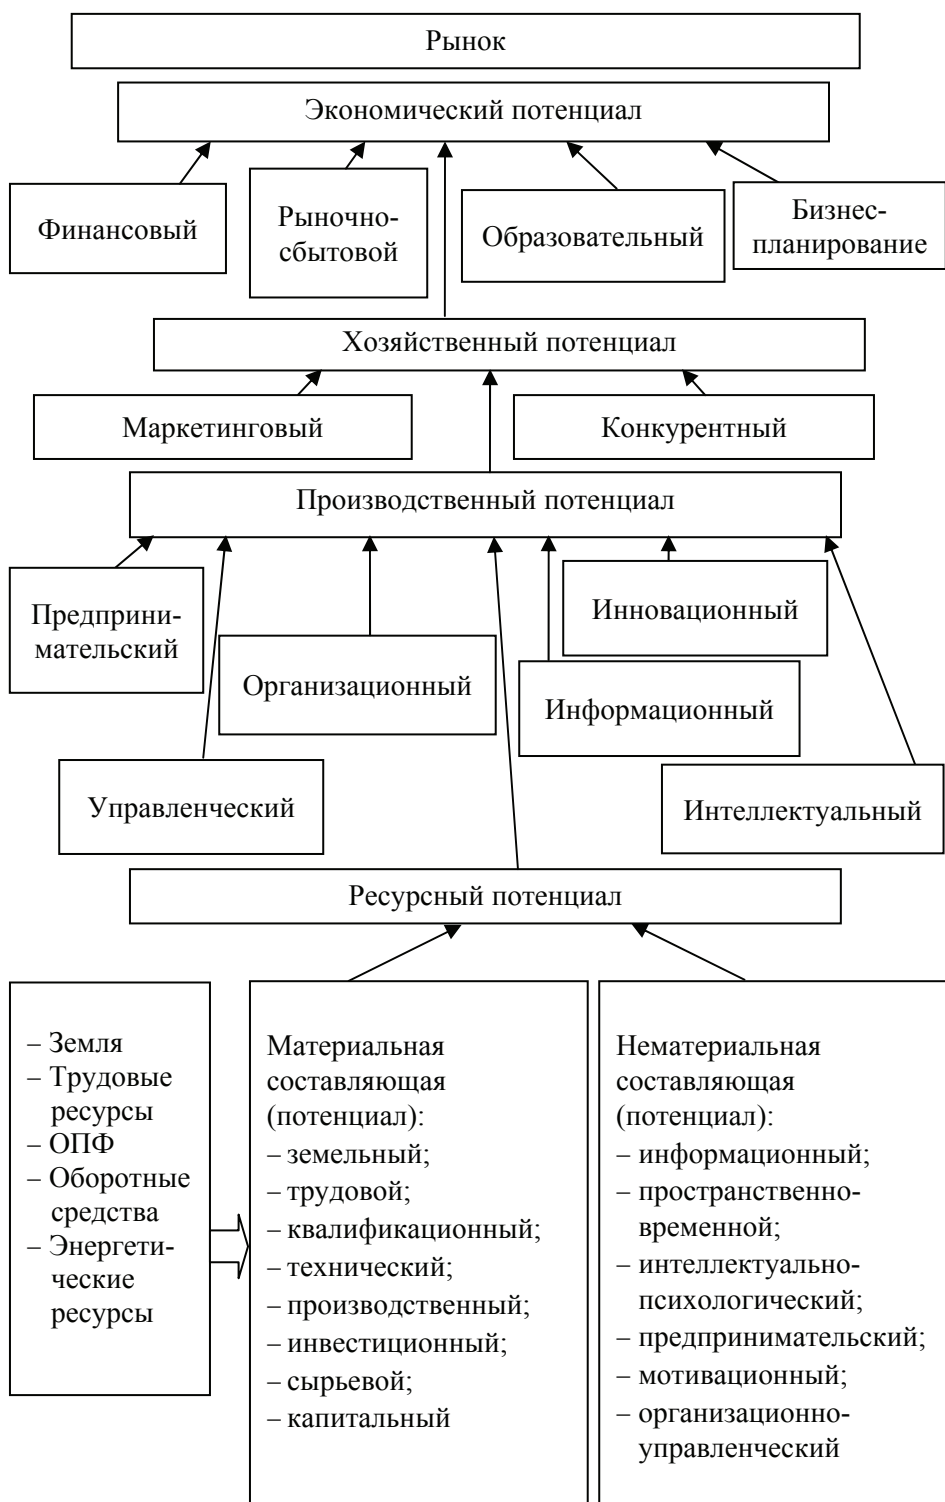 Рынок
Экономический потенциал
Финансовый
Рыночно-
сбытовой
Образовательный
Бизнес-
планирование
Хозяйственный потенциал
Маркетинговый
Конкурентный
Производственный потенциал
Предприни-
мательский
Организационный
Инновационный
Информационный
Управленческий
Интеллектуальный
Ресурсный потенциал
– Земля
– Трудовые
ресурсы
– ОПФ
– Оборотные
средства
– Энергети-
ческие
ресурсы
Материальная
составляющая
(потенциал):
– земельный;
– трудовой;
– квалификационный;
– технический;
– производственный;
– инвестиционный;
– сырьевой;
– капитальный
Нематериальная
составляющая
(потенциал):
– информационный;
– пространственно-
временной;
– интеллектуально-
психологический;
– предпринимательский;
– мотивационный;
– организационно-
управленческий